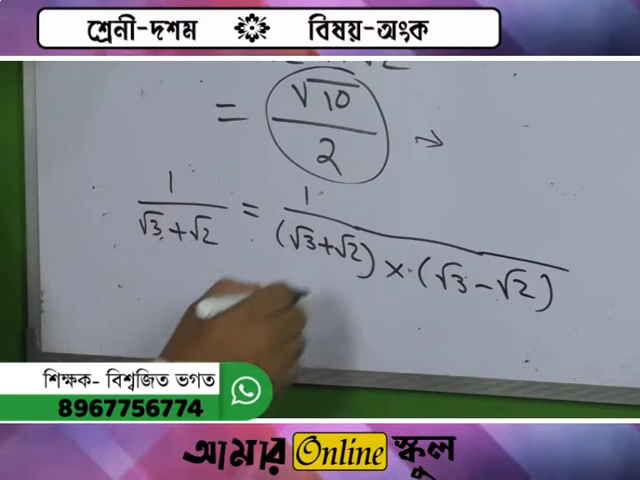 শ্রেনী-দশম বিষয়-অংক
= √10/2 →
1/(√3+√2) = 1/((√3+√2)×(√3-√2))
শিক্ষক- বিশ্বজিত ভগত
8967756774
আমার Online স্কুল